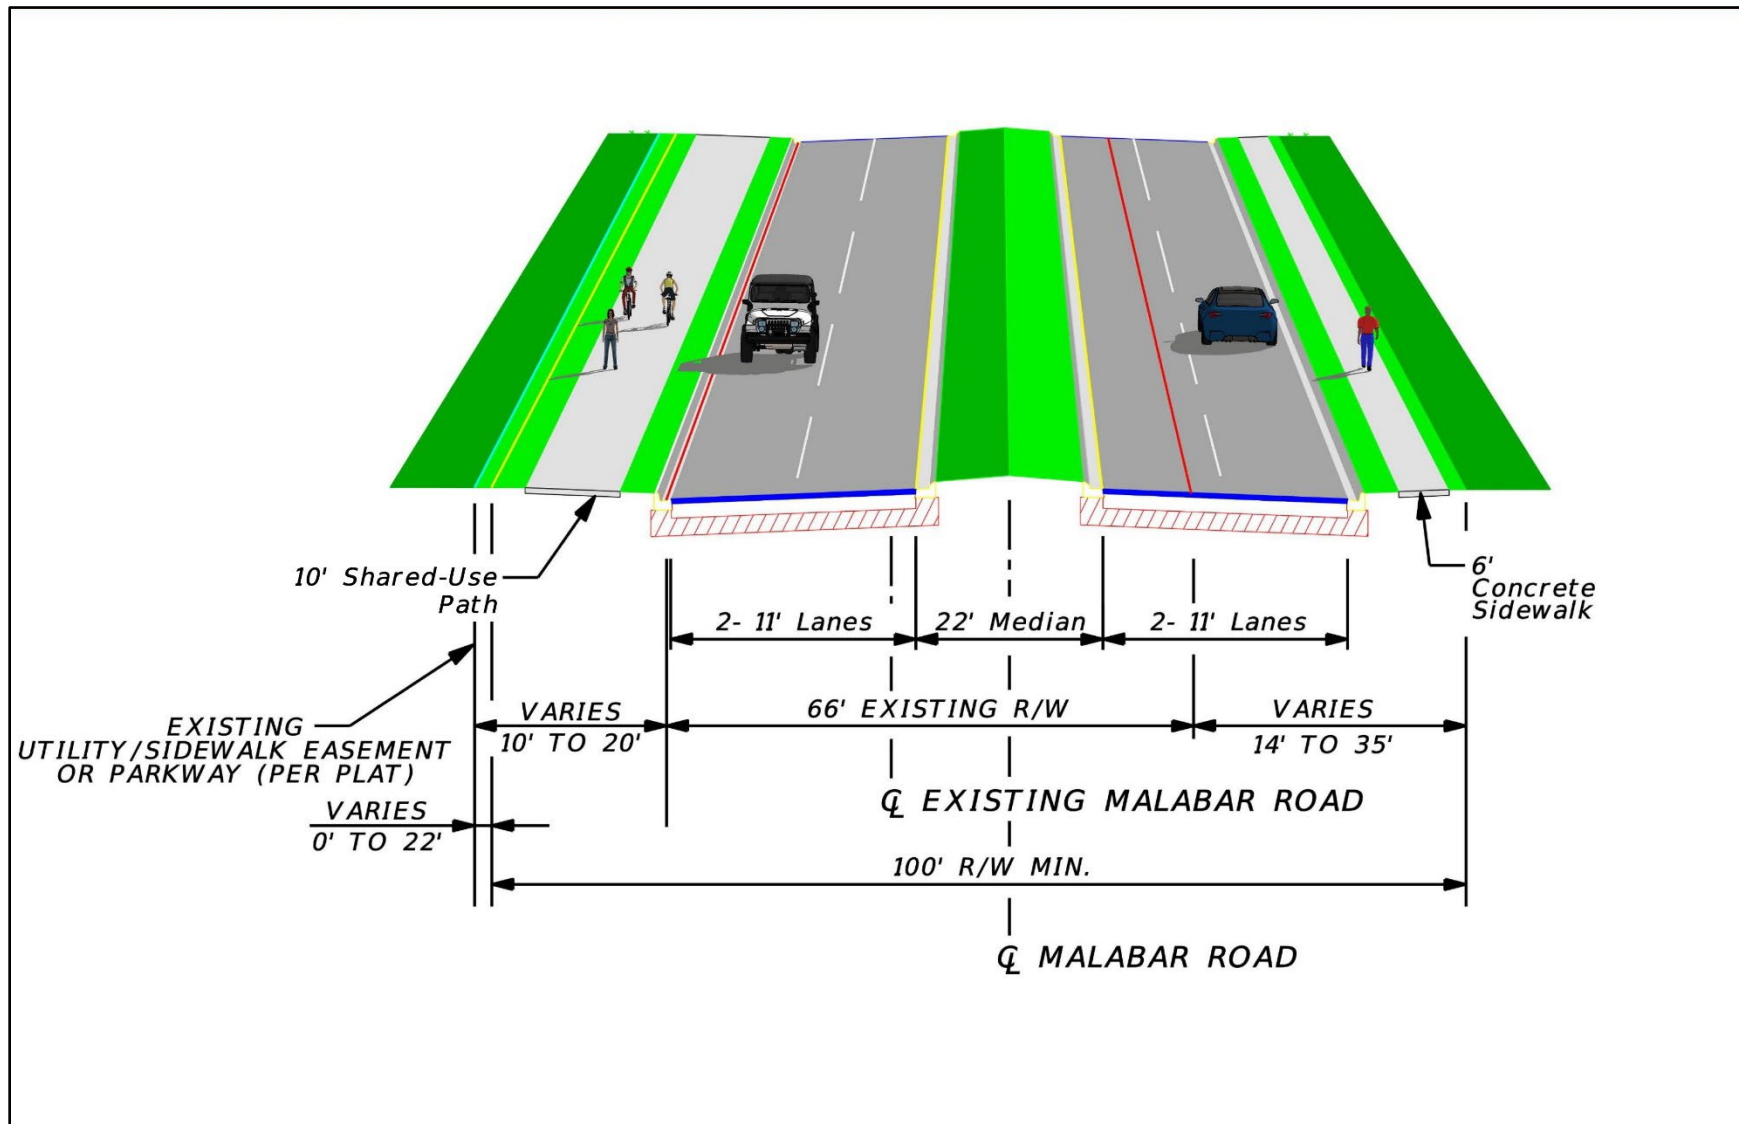 10' Shared-Use
Path
6'
Concrete
Sidewalk
2- 11' Lanes
22' Median
2- 11' Lanes
EXISTING
UTILITY/SIDEWALK EASEMENT
OR PARKWAY (PER PLAT)
VARIES
10' TO 20'
66' EXISTING R/W
VARIES
14' TO 35'
℄ EXISTING MALABAR ROAD
VARIES
0' TO 22'
100' R/W MIN.
℄ MALABAR ROAD